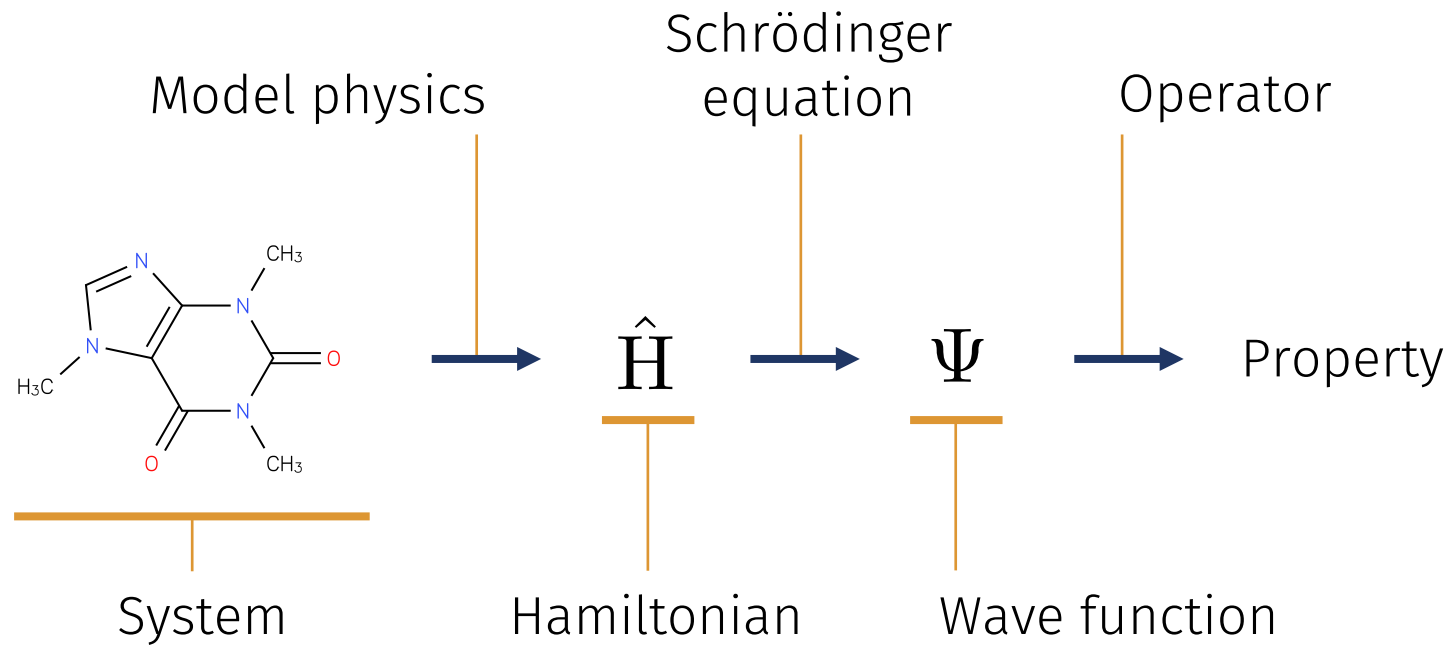 Schrödinger
equation
Model physics
Operator
N
CH₃
N
N
O
H₃C
N
O
CH₃
Ĥ
Ψ
Property
System
Hamiltonian
Wave function